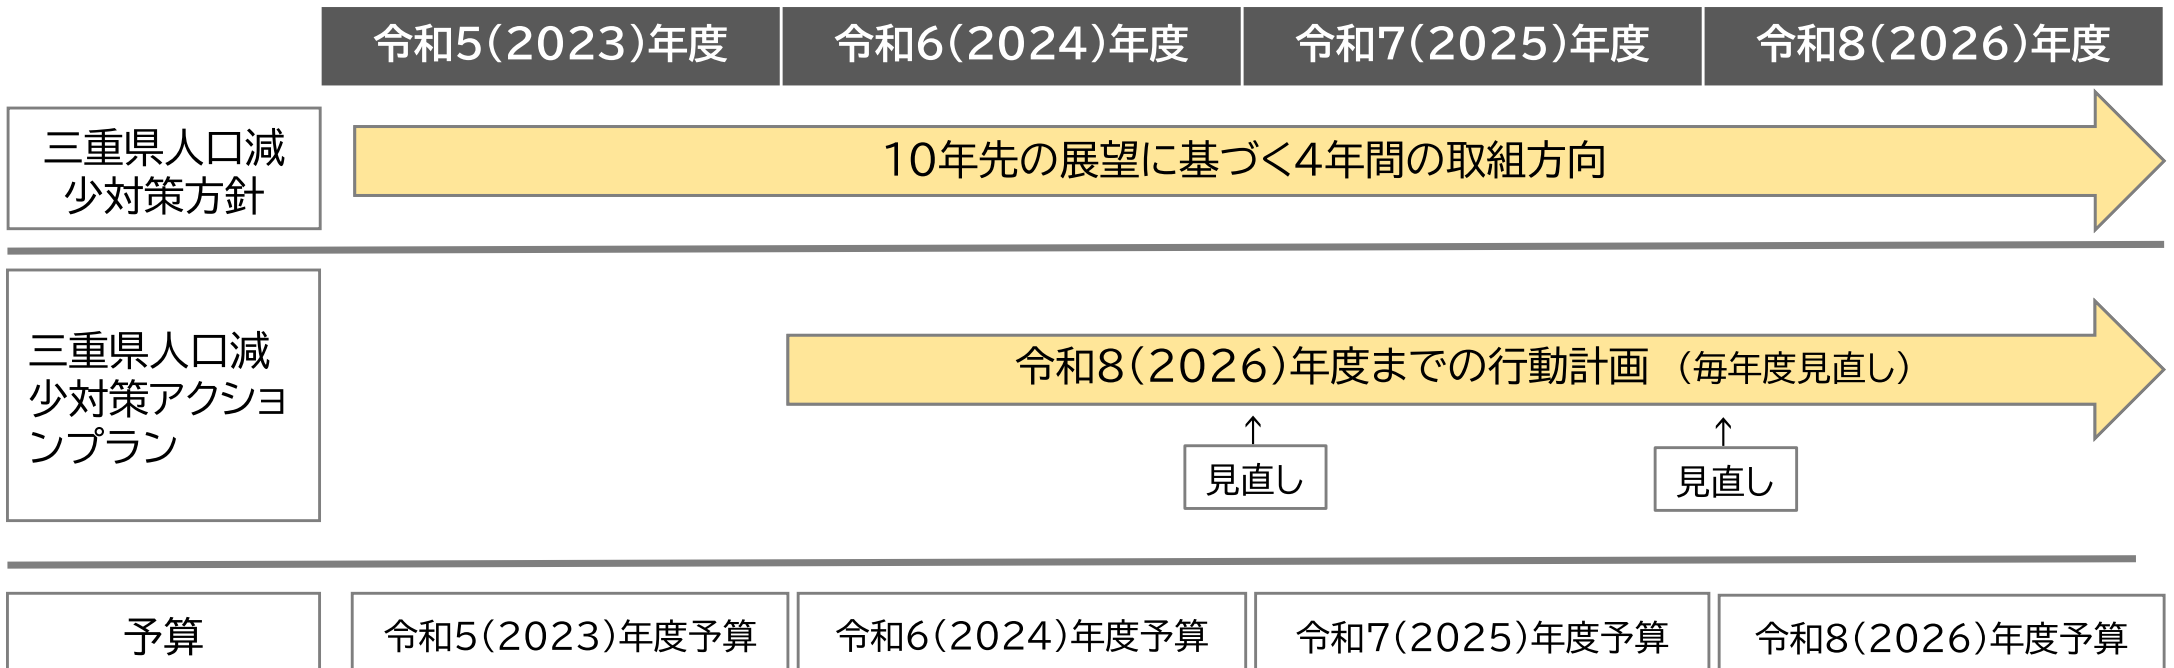 令和5(2023)年度
令和6(2024)年度
令和7(2025)年度
令和8(2026)年度
三重県人口減
少対策方針
10年先の展望に基づく4年間の取組方向
三重県人口減
少対策アクショ
ンプラン
令和8(2026)年度までの行動計画 (毎年度見直し)
↑
見直し
↑
見直し
予算
令和5(2023)年度予算
令和6(2024)年度予算
令和7(2025)年度予算
令和8(2026)年度予算